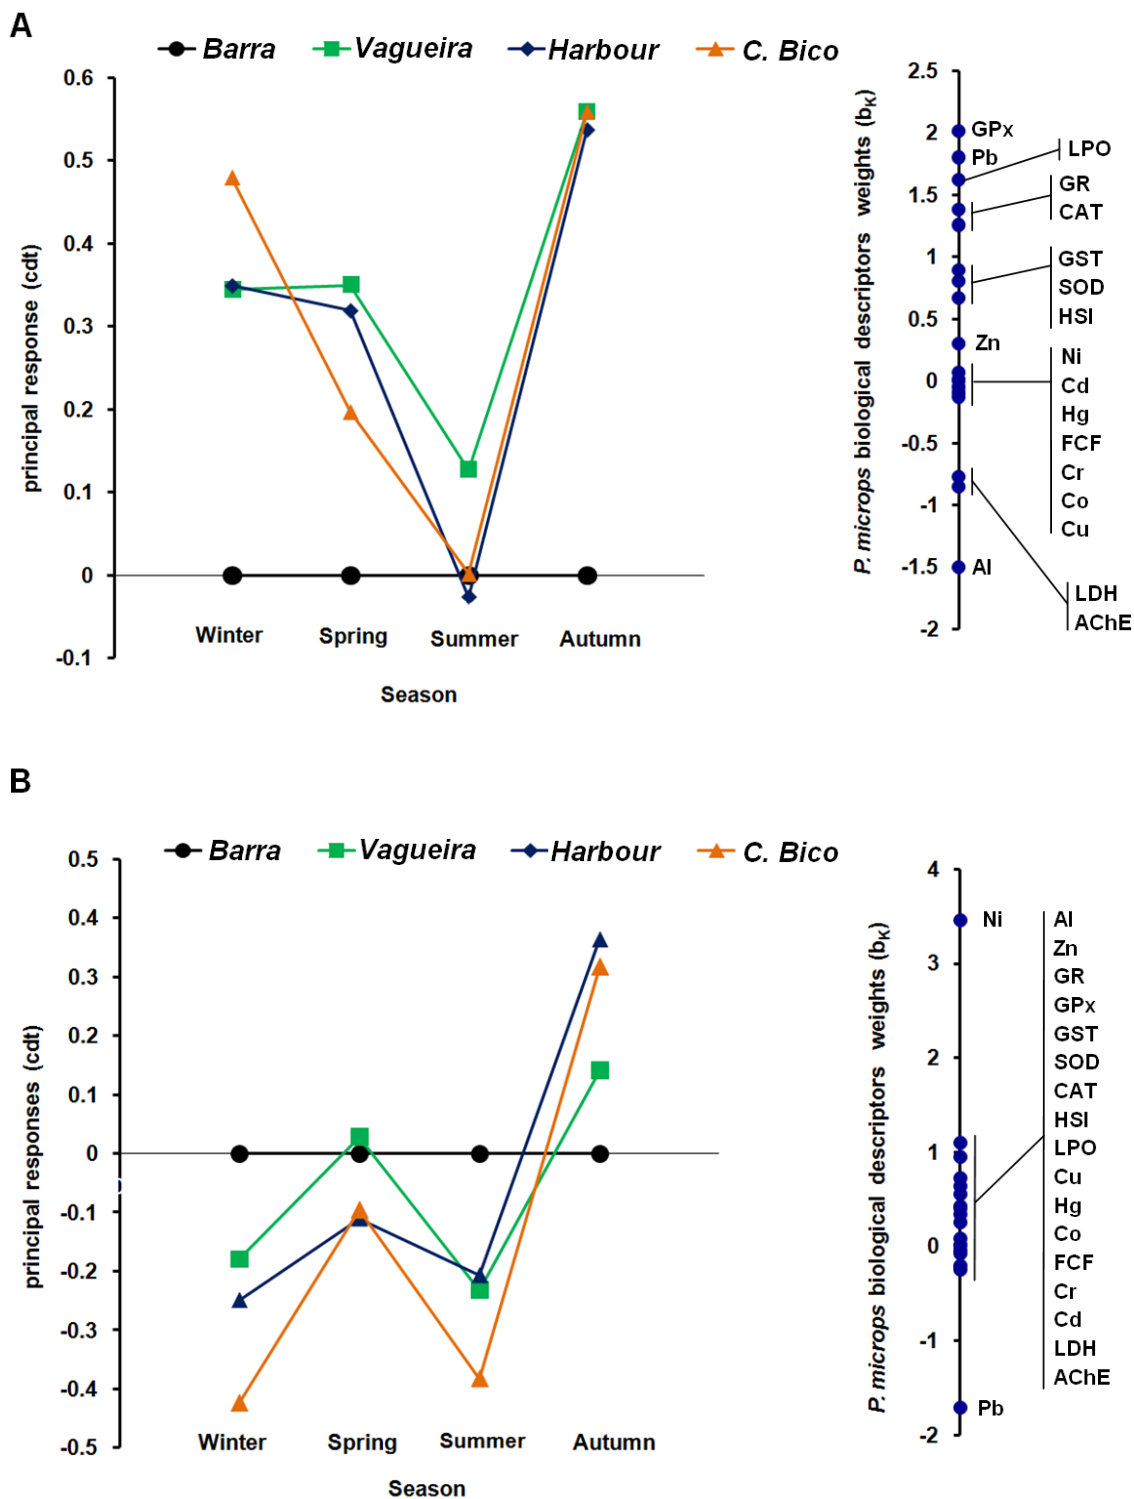 A
Barra Vagueira Harbour C. Bico
0.6
0.5
0.4
0.3
0.2
0.1
0
-0.1
principal response (cdt)
Winter Spring Summer Autumn
Season
P. microps biological descriptors weights (bK)
2.5
2
1.5
1
0.5
0
-0.5
-1
-1.5
-2
GPx
Pb
LPO
GR
CAT
GST
SOD
HSI
Zn
Ni
Cd
Hg
FCF
Cr
Co
Cu
Al
LDH
AChE
B
Barra Vagueira Harbour C. Bico
0.5
0.4
0.3
0.2
0.1
0
-0.1
-0.2
-0.3
-0.4
-0.5
principal responses (cdt)
Winter Spring Summer Autumn
Season
P. microps biological descriptors weights (bK)
4
3
2
1
0
-1
-2
Ni
Al
Zn
GR
GPx
GST
SOD
CAT
HSI
LPO
Cu
Hg
Co
FCF
Cr
Cd
LDH
AChE
Pb